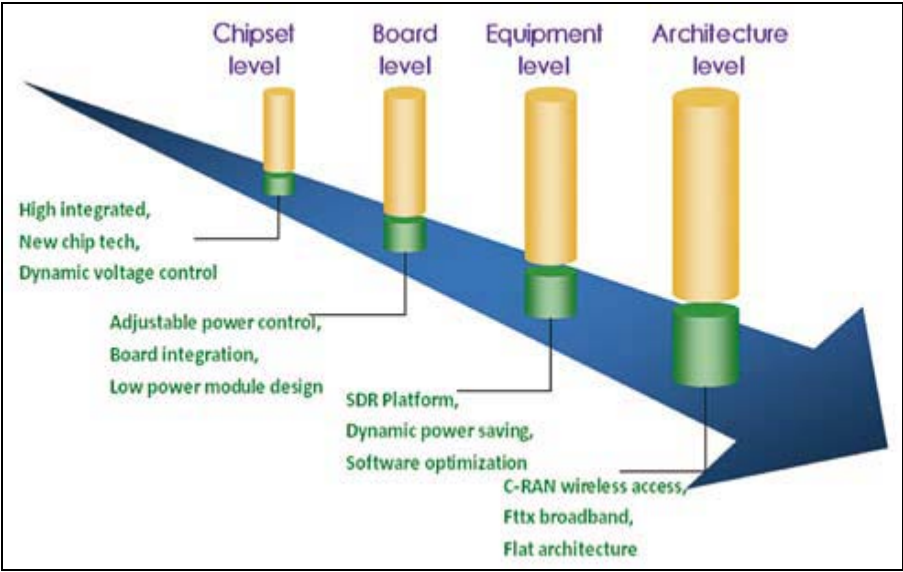 Chipset
level
Board
level
Equipment
level
Architecture
level
High integrated,
New chip tech,
Dynamic voltage control
Adjustable power control,
Board integration,
Low power module design
SDR Platform,
Dynamic power saving,
Software optimization
C-RAN wireless access,
Fttx broadband,
Flat architecture